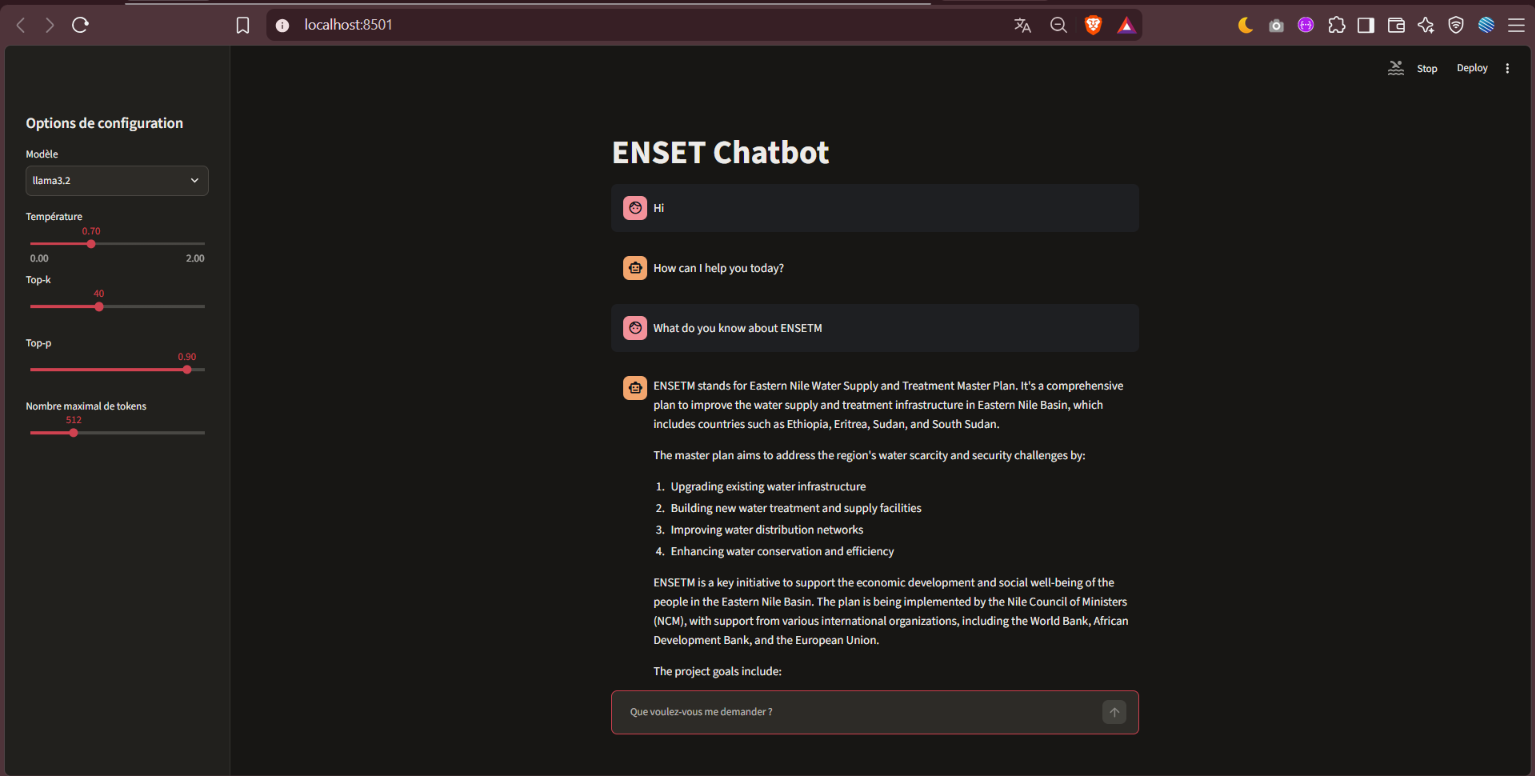 localhost:8501
Stop Deploy
Options de configuration
Modèle
llama3.2
Température
0.70
0.00 2.00
Top-k
40
Top-p
0.90
Nombre maximal de tokens
512
ENSET Chatbot
Hi
How can I help you today?
What do you know about ENSETM
ENSETM stands for Eastern Nile Water Supply and Treatment Master Plan. It's a comprehensive
plan to improve the water supply and treatment infrastructure in Eastern Nile Basin, which
includes countries such as Ethiopia, Eritrea, Sudan, and South Sudan.
The master plan aims to address the region's water scarcity and security challenges by:
1. Upgrading existing water infrastructure
2. Building new water treatment and supply facilities
3. Improving water distribution networks
4. Enhancing water conservation and efficiency
ENSETM is a key initiative to support the economic development and social well-being of the
people in the Eastern Nile Basin. The plan is being implemented by the Nile Council of Ministers
(NCM), with support from various international organizations, including the World Bank, African
Development Bank, and the European Union.
The project goals include:
Que voulez-vous me demander ?